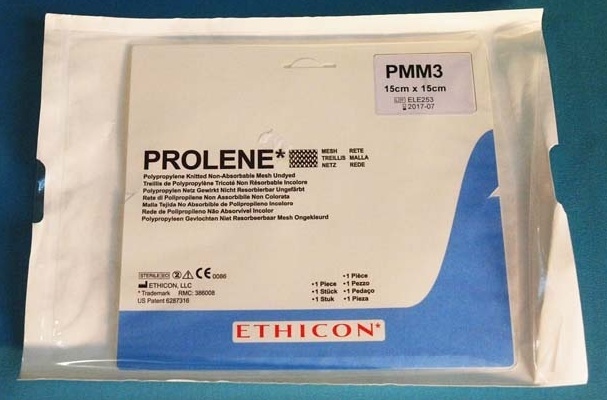 PMM3
15cm x 15cm
LOT ELE253
2017-07
PROLENE*
MESH RETE
TREILLIS MALLA
NETZ REDE
Polypropylene Knitted Non-Absorbable Mesh Undyed
Treillis de Polypropylène Tricoté Non Résorbable Incolore
Polypropylen Netz Gewirkt Nicht Resorbierbar Ungefärbt
Rete di Polipropilene Non Assorbibile Non Colorata
Malla Tejida No Absorbible de Polipropileno Incoloro
Rede de Polipropileno Não Absorvível Incolor
Polypropyleen Gevlochten Niet Resorbeerbaar Mesh Ongekleurd
STERILE EO 2 CE 0086
ETHICON, LLC
*Trademark RMC: 386008
US Patent 6287316
•1 Pièce
•1 Piece •1 Pezzo
•1 Stück •1 Pedaço
•1 Stuk •1 Pieza
ETHICON*